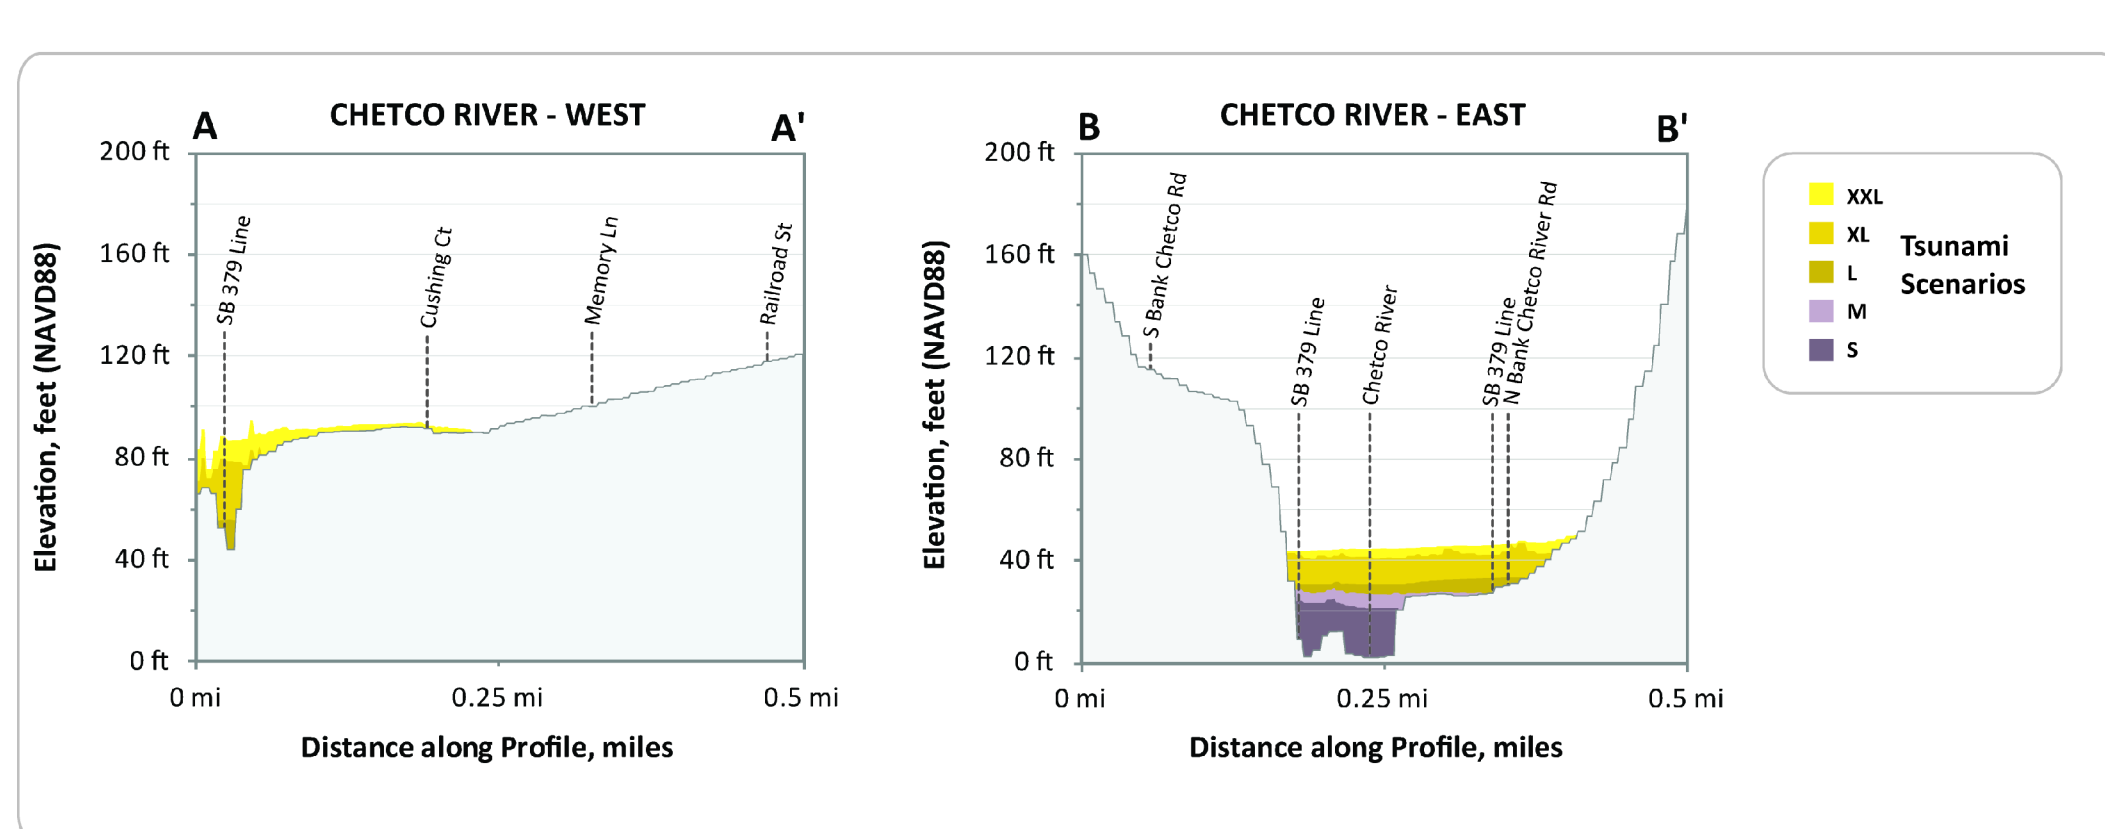 CHETCO RIVER - WEST
A
A'
200 ft
160 ft
120 ft
80 ft
40 ft
0 ft
Elevation, feet (NAVD88)
SB 379 Line
Cushing Ct
Memory Ln
Railroad St
0 mi
0.25 mi
0.5 mi
Distance along Profile, miles
CHETCO RIVER - EAST
B
B'
200 ft
160 ft
120 ft
80 ft
40 ft
0 ft
Elevation, feet (NAVD88)
S Bank Chetco Rd
SB 379 Line
Chetco River
SB 379 Line
N Bank Chetco River Rd
0 mi
0.25 mi
0.5 mi
Distance along Profile, miles
XXL
XL
L
M
S
Tsunami
Scenarios